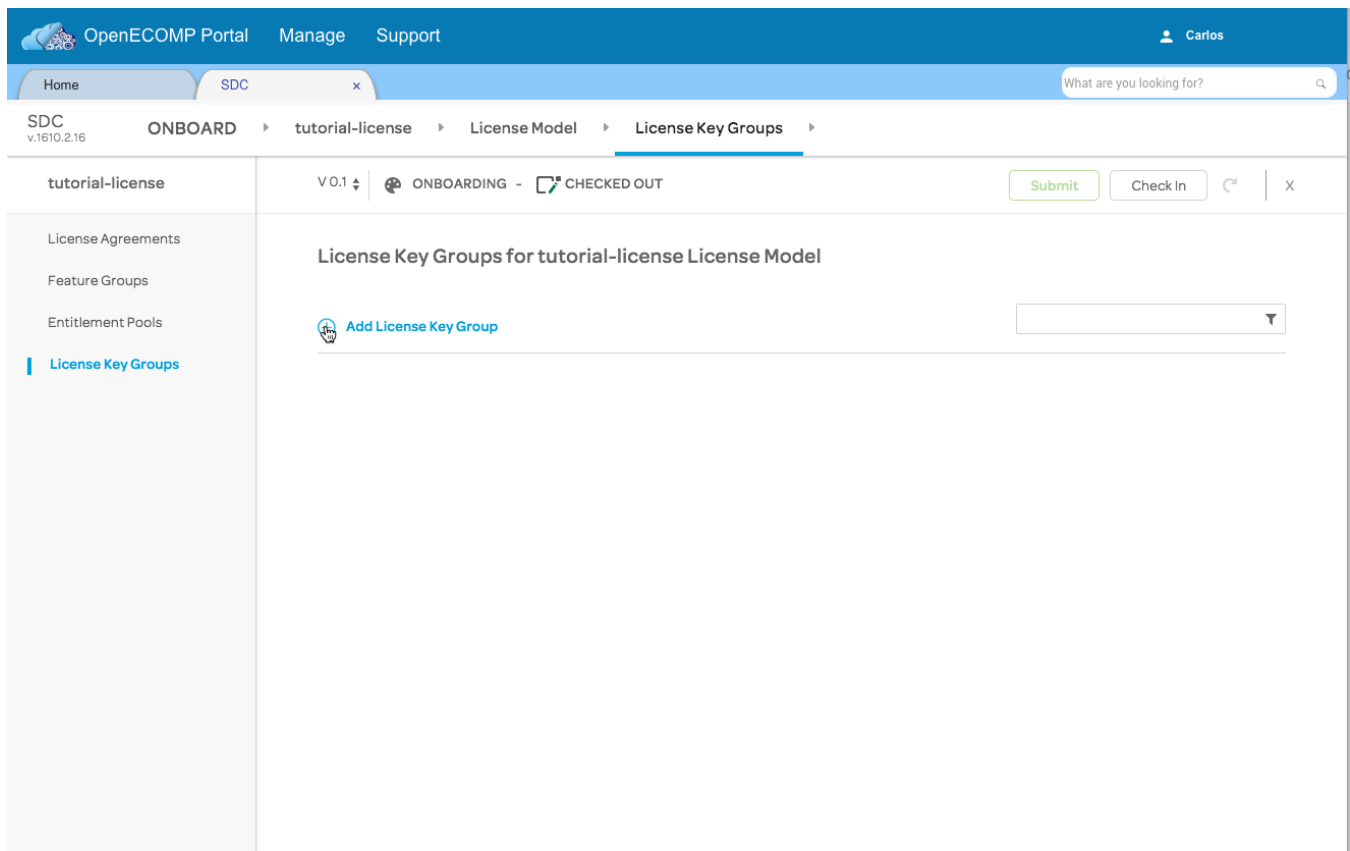 OpenECOMP Portal Manage Support Carlos
Home SDC x What are you looking for?
SDC
v.1610.2.16
ONBOARD tutorial-license License Model License Key Groups
tutorial-license V 0.1 ONBOARDING - CHECKED OUT Submit Check In X
License Agreements
Feature Groups
Entitlement Pools
License Key Groups
License Key Groups for tutorial-license License Model
Add License Key Group